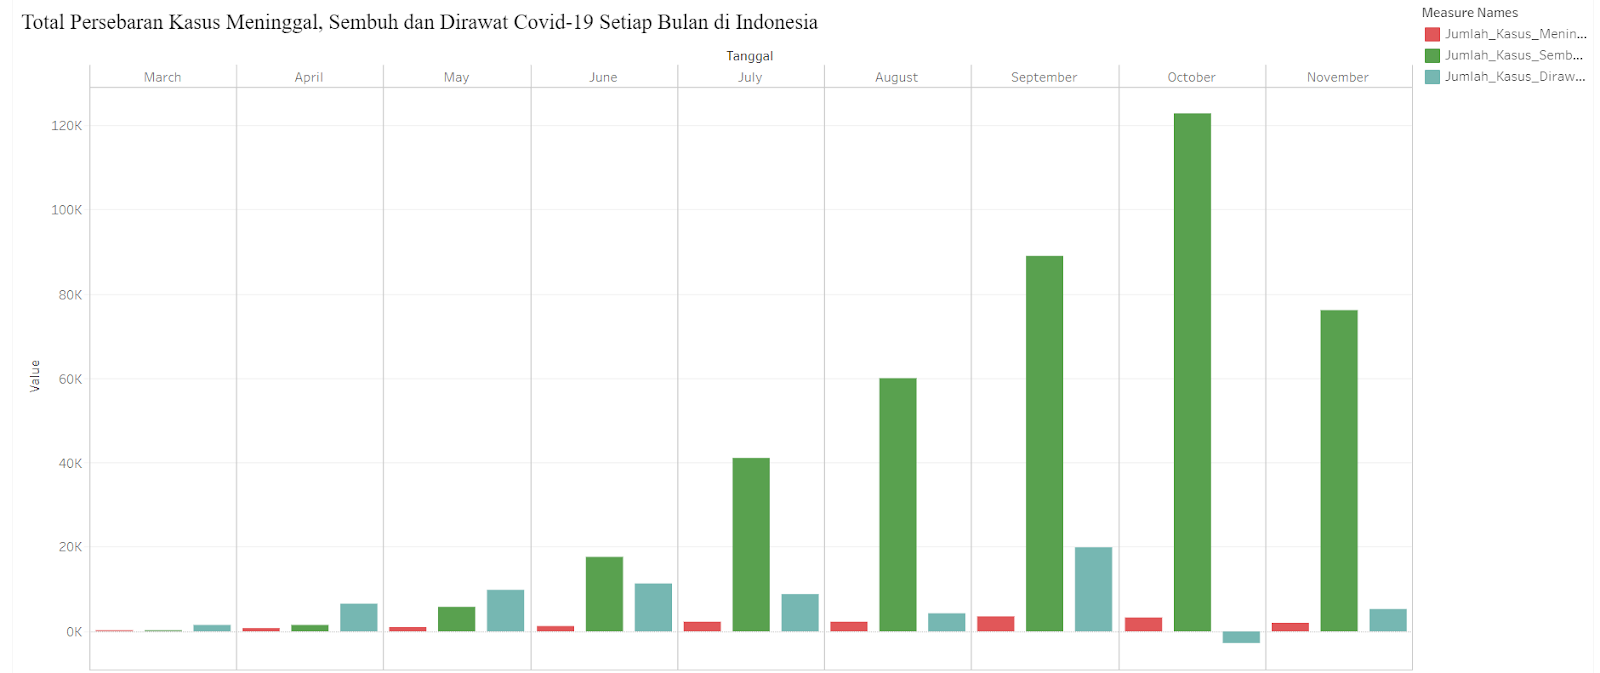 Total Persebaran Kasus Meninggal, Sembuh dan Dirawat Covid-19 Setiap Bulan di Indonesia
Measure Names
Jumlah_Kasus_Menin...
Jumlah_Kasus_Semb...
Jumlah_Kasus_Diraw...
Tanggal
March April May June July August September October November
120K
100K
80K
60K
40K
20K
0K
Value